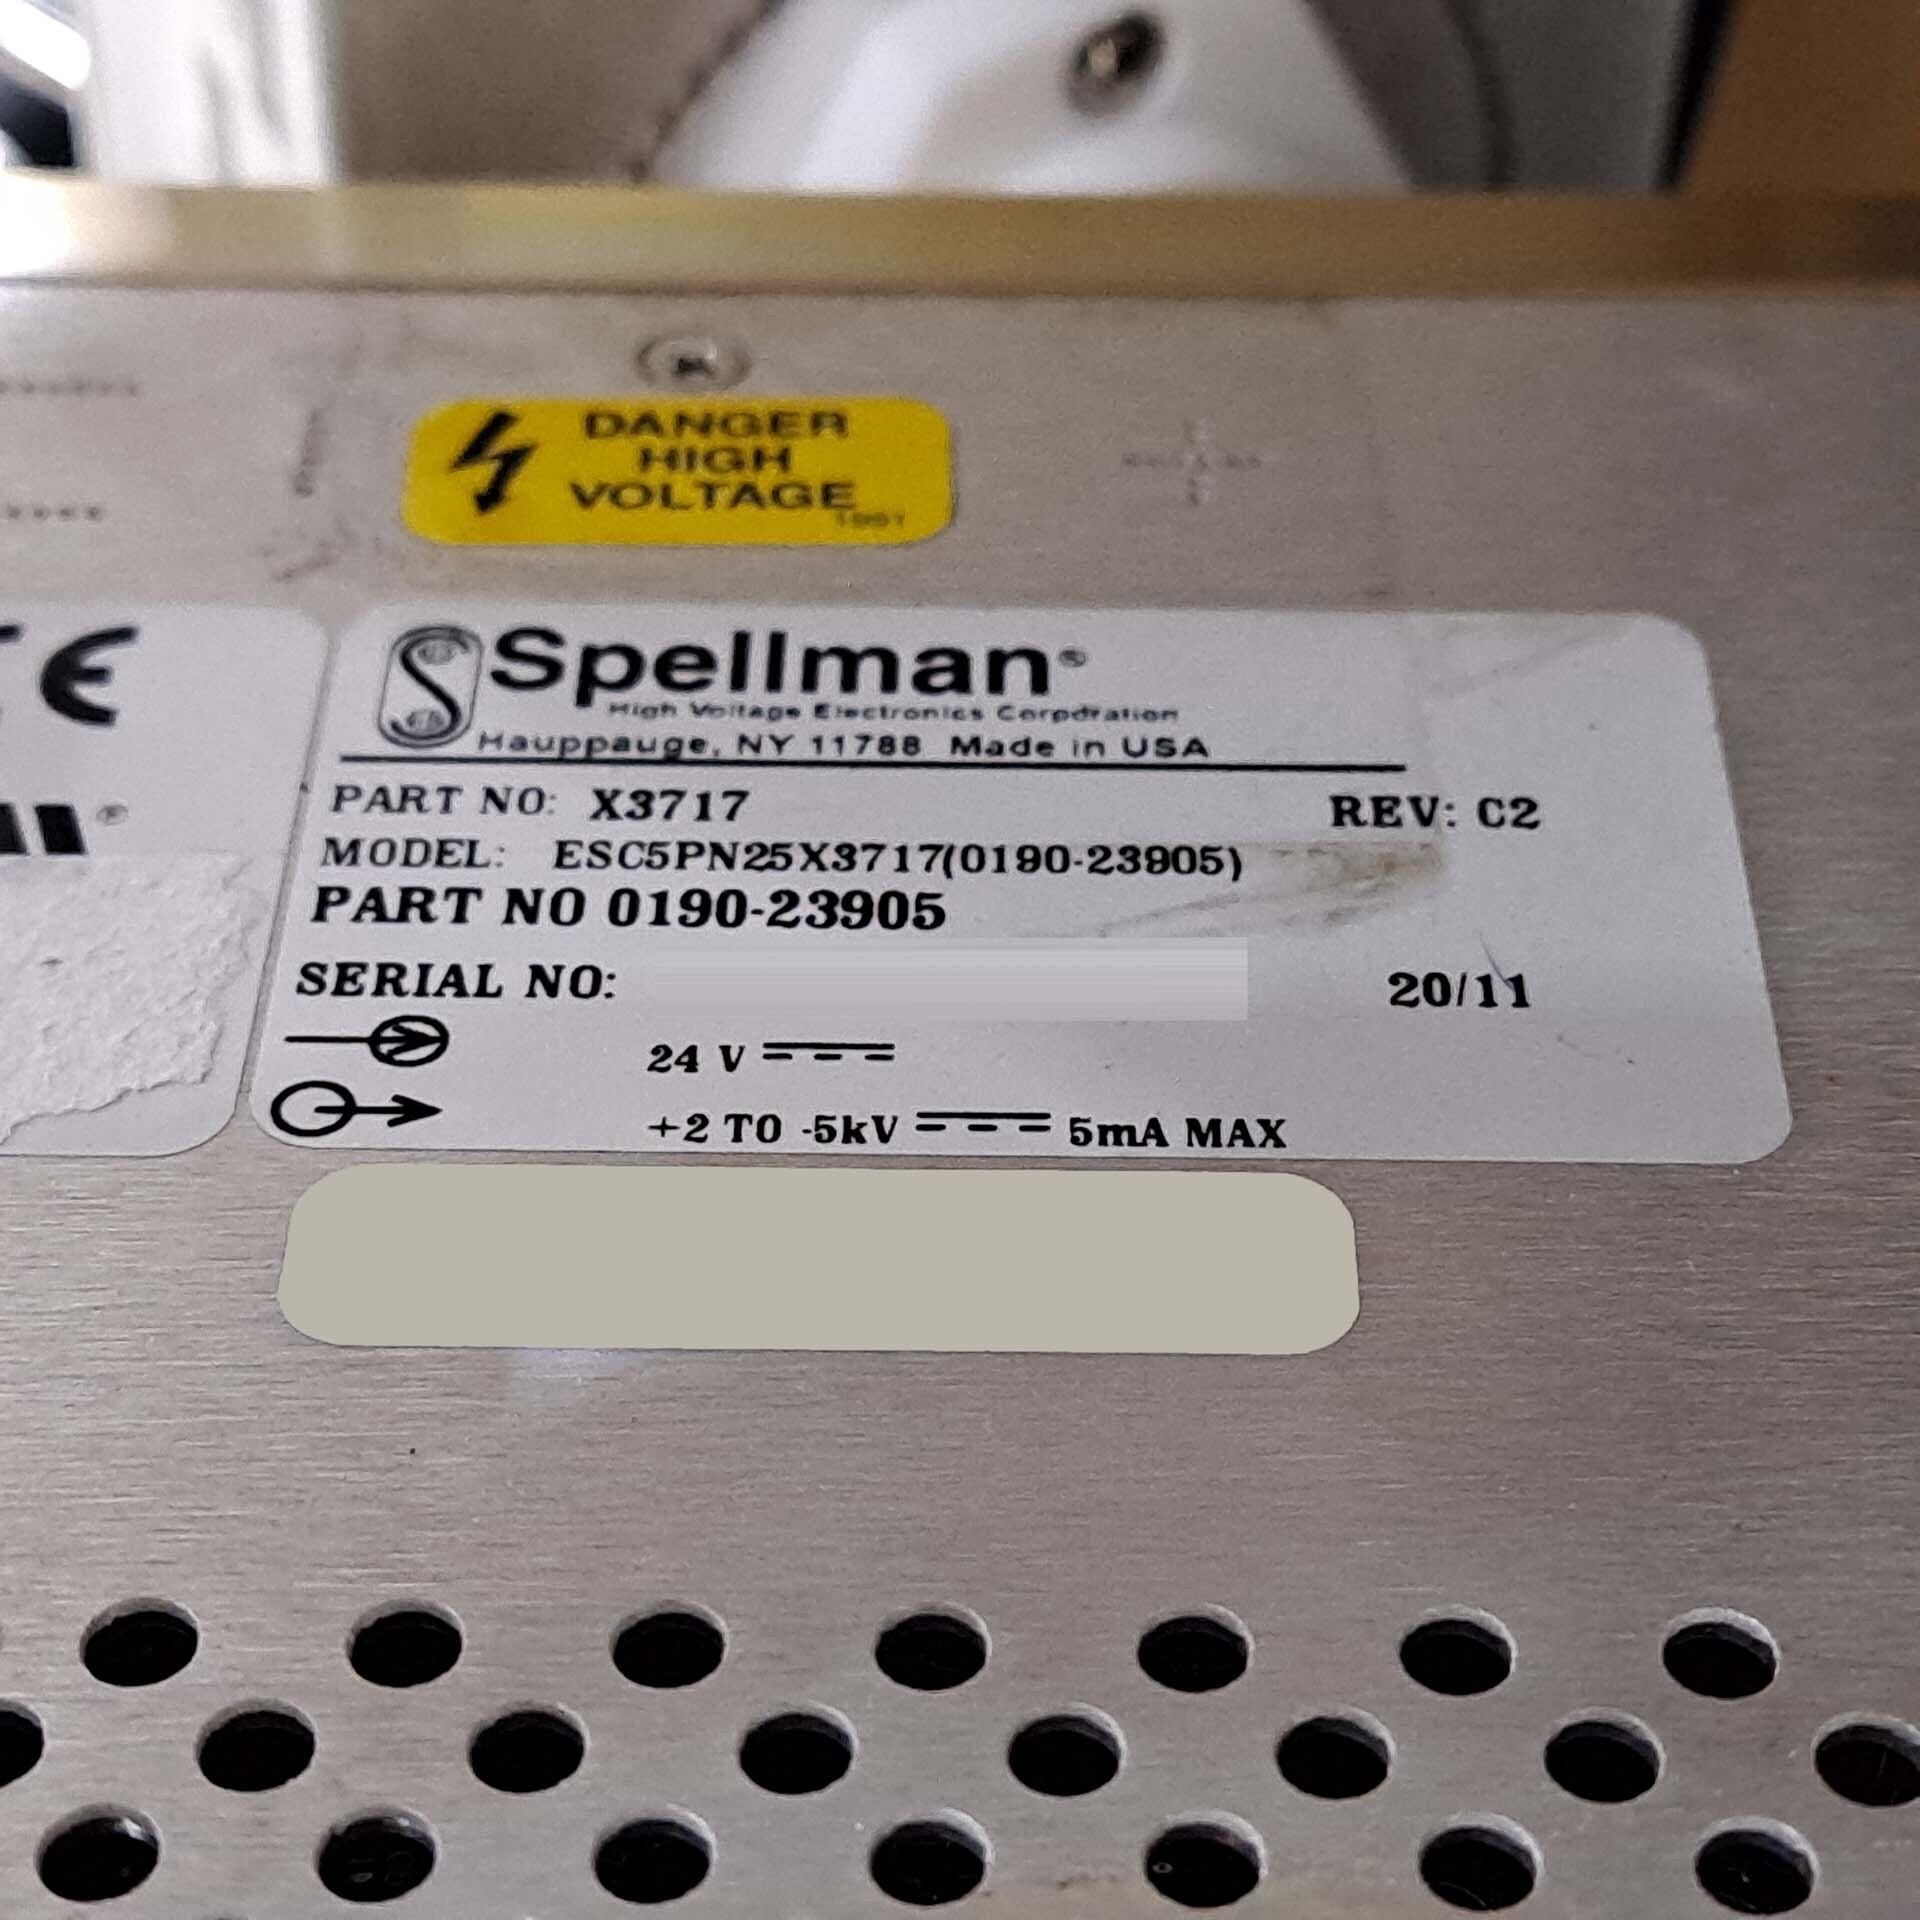 DANGER
HIGH
VOLTAGE
CE
Spellman®
High Voltage Electronics Corporation
Hauppauge, NY 11788 Made in USA
PART NO: X3717 REV: C2
MODEL: ESC5PN25X3717(0190-23905)
PART NO 0190-23905
SERIAL NO: 20/11
24 V
+2 TO -5kV 5mA MAX